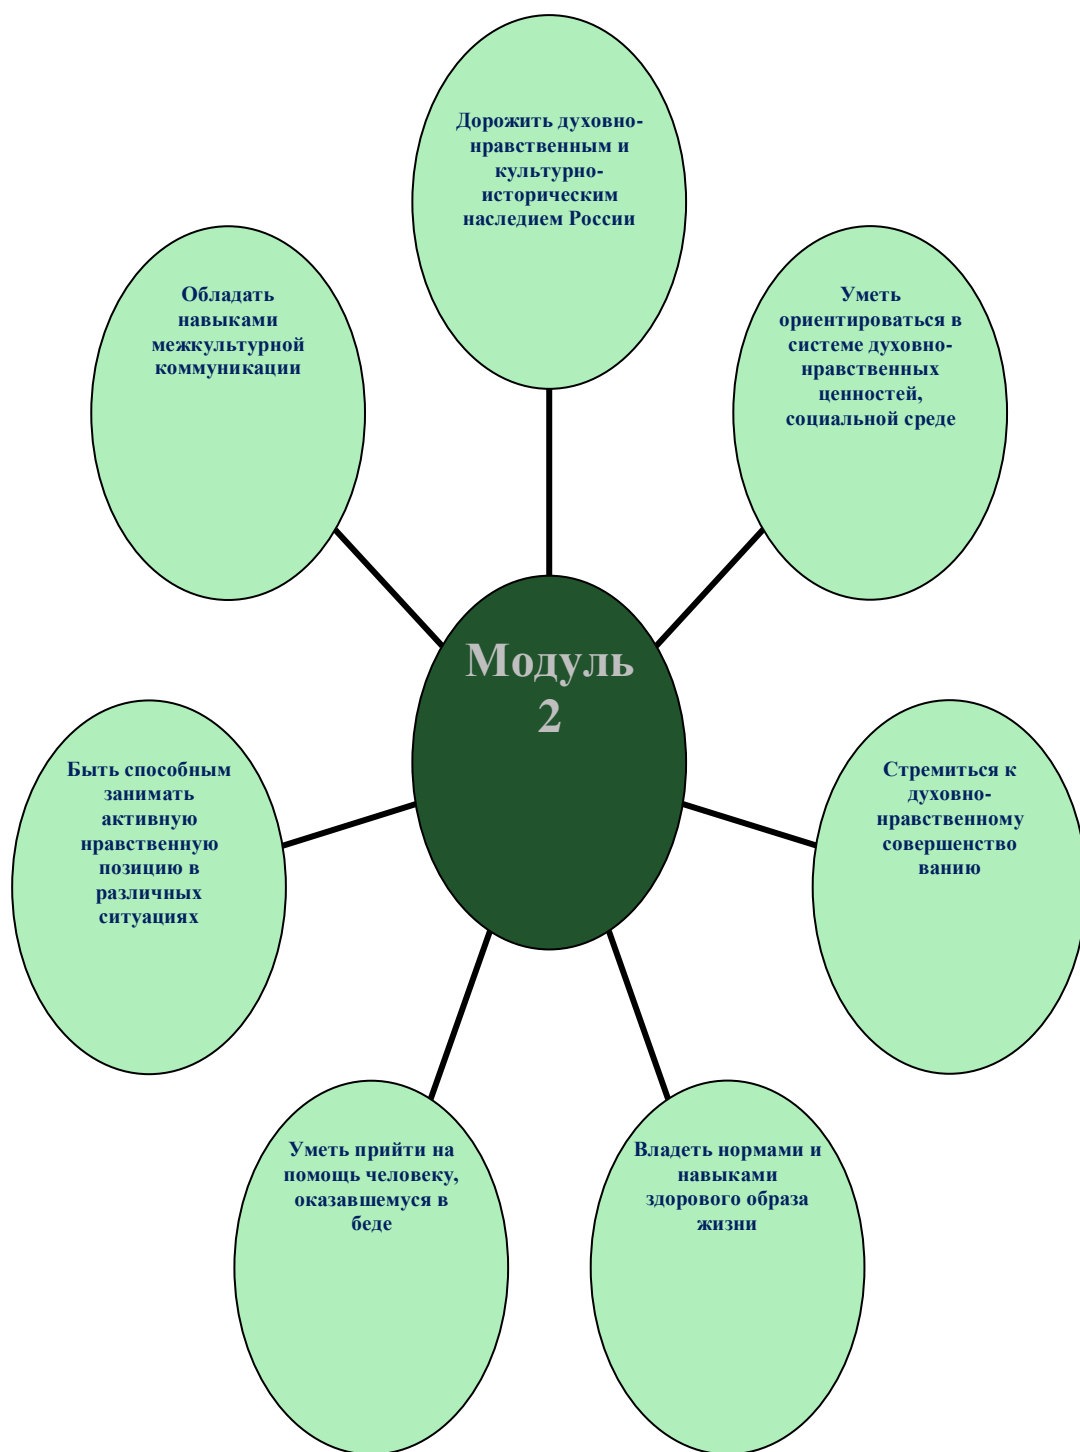 Дорожить духовно-
нравственным и
культурно-
историческим
наследием России
Обладать
навыками
межкультурной
коммуникации
Уметь
ориентироваться в
системе духовно-
нравственных
ценностей,
социальной среде
Модуль
2
Быть способным
занимать
активную
нравственную
позицию в
различных
ситуациях
Стремиться к
духовно-
нравственному
совершенство
ванию
Уметь прийти на
помощь человеку,
оказавшемуся в
беде
Владеть нормами и
навыками
здорового образа
жизни